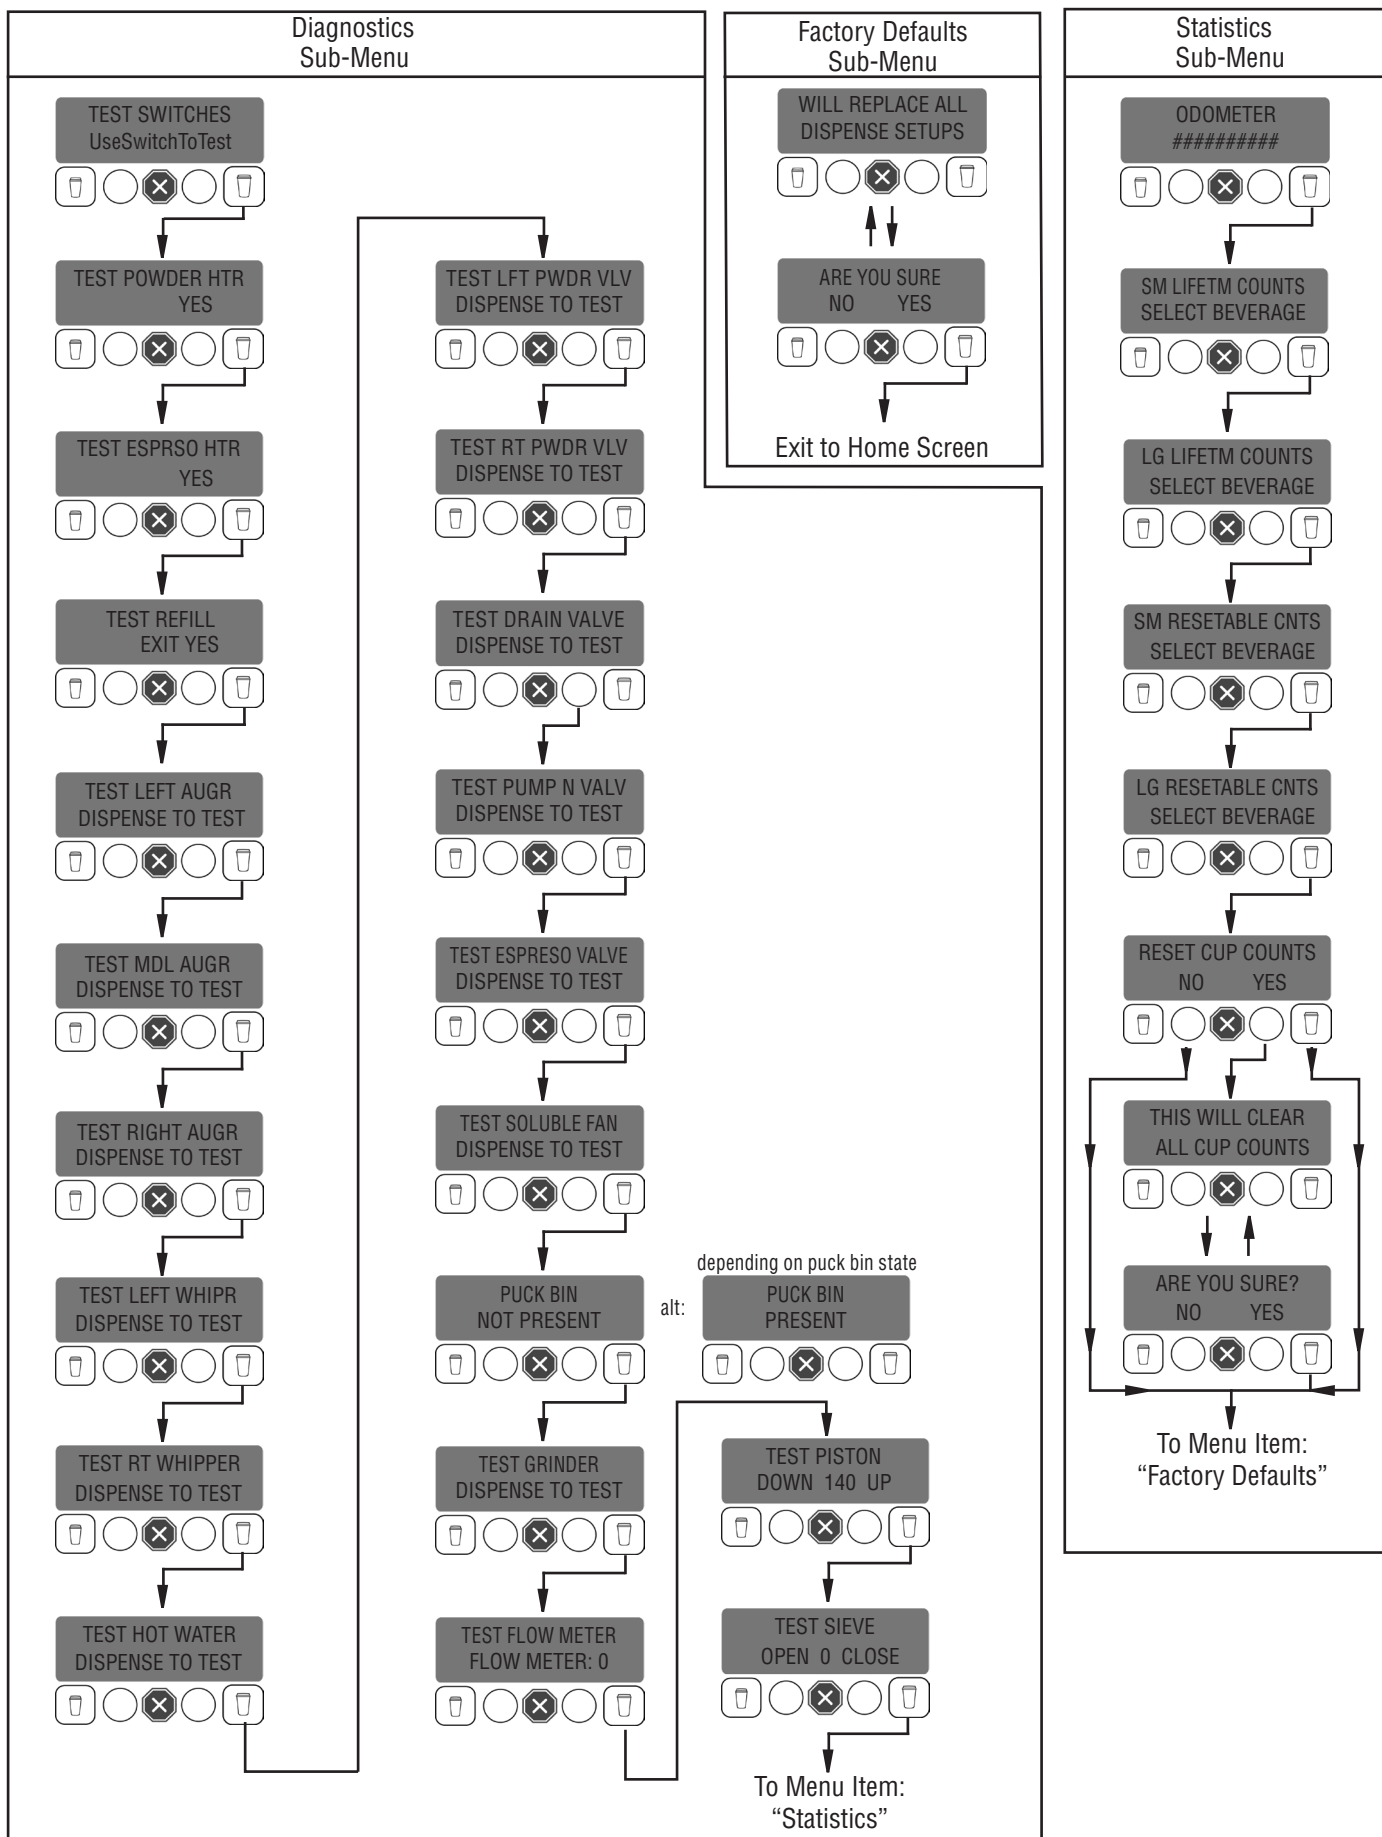 Diagnostics
Sub-Menu
TEST SWITCHES
UseSwitchToTest
TEST POWDER HTR
YES
TEST ESPRSO HTR
YES
TEST REFILL
EXIT YES
TEST LEFT AUGR
DISPENSE TO TEST
TEST MDL AUGR
DISPENSE TO TEST
TEST RIGHT AUGR
DISPENSE TO TEST
TEST LEFT WHIPR
DISPENSE TO TEST
TEST RT WHIPPER
DISPENSE TO TEST
TEST HOT WATER
DISPENSE TO TEST
TEST LFT PWDR VLV
DISPENSE TO TEST
TEST RT PWDR VLV
DISPENSE TO TEST
TEST DRAIN VALVE
DISPENSE TO TEST
TEST PUMP N VALV
DISPENSE TO TEST
TEST ESPRESO VALVE
DISPENSE TO TEST
TEST SOLUBLE FAN
DISPENSE TO TEST
PUCK BIN
NOT PRESENT
alt:
depending on puck bin state
PUCK BIN
PRESENT
TEST GRINDER
DISPENSE TO TEST
TEST FLOW METER
FLOW METER: 0
TEST PISTON
DOWN 140 UP
TEST SIEVE
OPEN 0 CLOSE
To Menu Item:
“Statistics”
Factory Defaults
Sub-Menu
WILL REPLACE ALL
DISPENSE SETUPS
ARE YOU SURE
NO YES
Exit to Home Screen
Statistics
Sub-Menu
ODOMETER
##########
SM LIFETM COUNTS
SELECT BEVERAGE
LG LIFETM COUNTS
SELECT BEVERAGE
SM RESETABLE CNTS
SELECT BEVERAGE
LG RESETABLE CNTS
SELECT BEVERAGE
RESET CUP COUNTS
NO YES
THIS WILL CLEAR
ALL CUP COUNTS
ARE YOU SURE?
NO YES
To Menu Item:
“Factory Defaults”